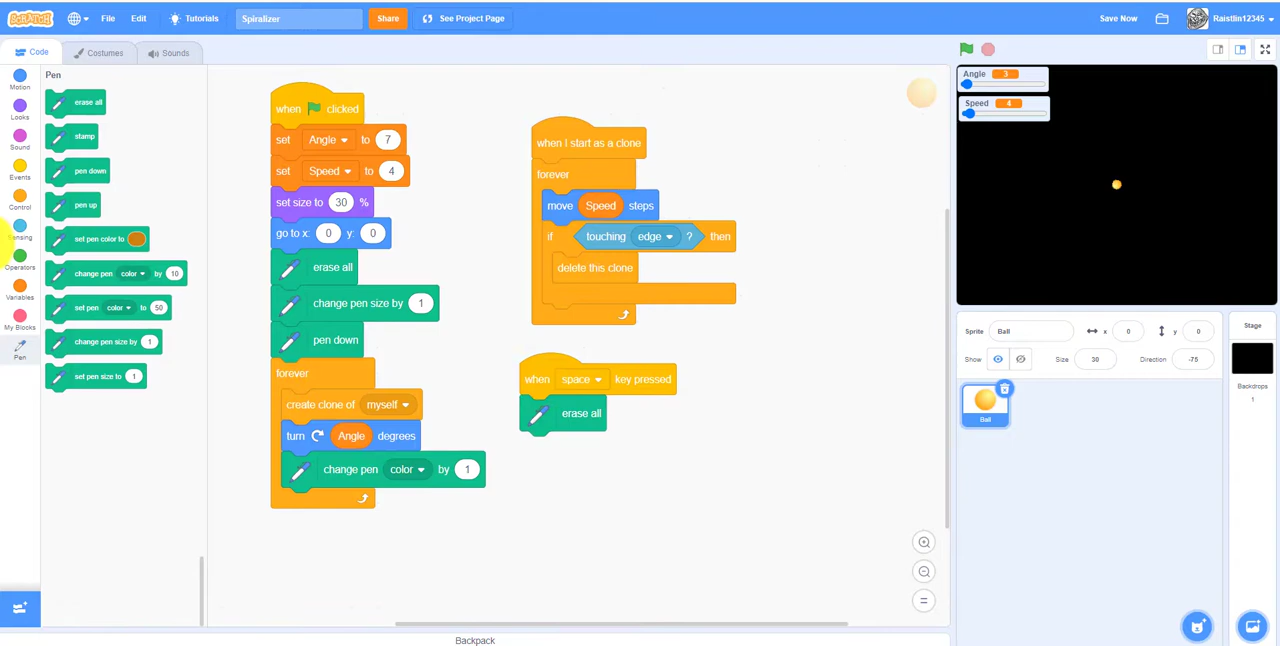 SCRATCH File Edit Tutorials Spiralizer Share See Project Page Save Now Raistlin12345
Code Costumes Sounds
Motion
Looks
Sound
Events
Control
Sensing
Operators
Variables
My Blocks
Pen
Pen
erase all
stamp
pen down
pen up
set pen color to
change pen color by 10
set pen color to 50
change pen size by 1
set pen size to 1
when clicked
set Angle to 7
set Speed to 4
set size to 30 %
go to x: 0 y: 0
erase all
change pen size by 1
pen down
forever
create clone of myself
turn Angle degrees
change pen color by 1
when I start as a clone
forever
move Speed steps
if touching edge ? then
delete this clone
when space key pressed
erase all
Backpack
Angle 3
Speed 4
Sprite Ball x 0 y 0
Show Size 30 Direction -75
Ball
Stage
Backdrops
1